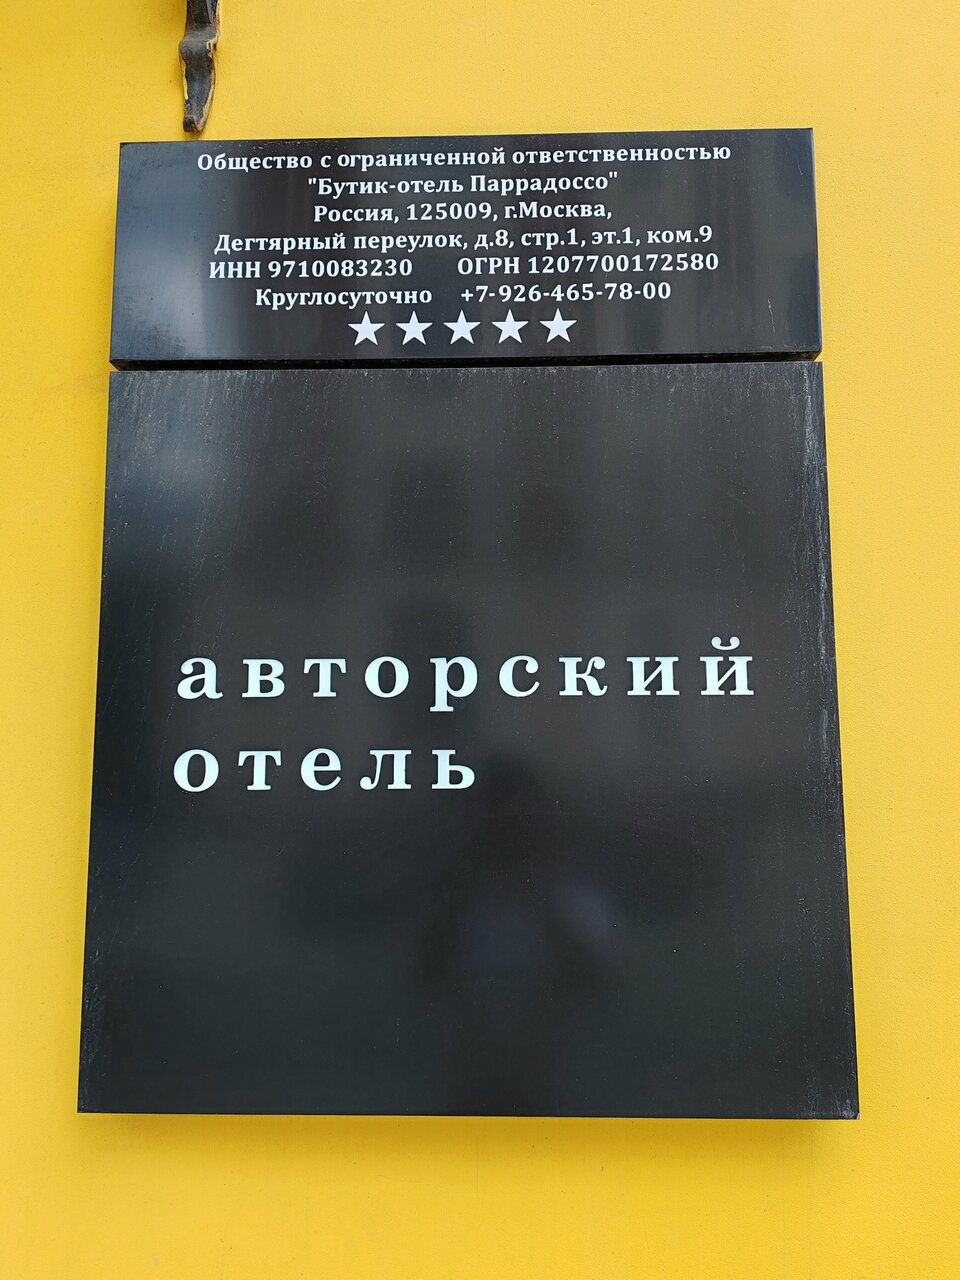 Общество с ограниченной ответственностью
"Бутик-отель Паррадоссо"
Россия, 125009, г.Москва,
Дегтярный переулок, д.8, стр.1, эт.1, ком.9
ИНН 9710083230 ОГРН 1207700172580
Круглосуточно +7-926-465-78-00
★★★★★
авторский
отель